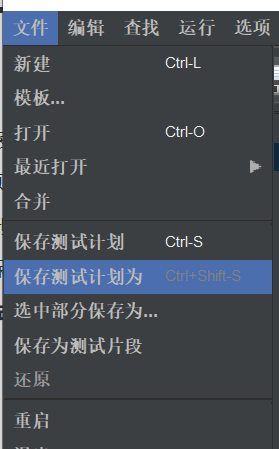 文件 编辑 查找 运行 选项
新建 Ctrl-L
模板...
打开 Ctrl-O
最近打开
合并
保存测试计划 Ctrl-S
保存测试计划为 Ctrl+Shift-S
选中部分保存为...
保存为测试片段
还原
重启